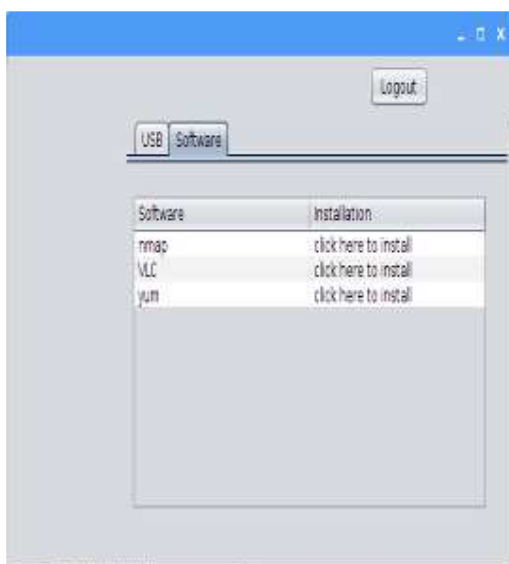 Logout
USB Software
Software Installation
nmap click here to install
VLC click here to install
yum click here to install